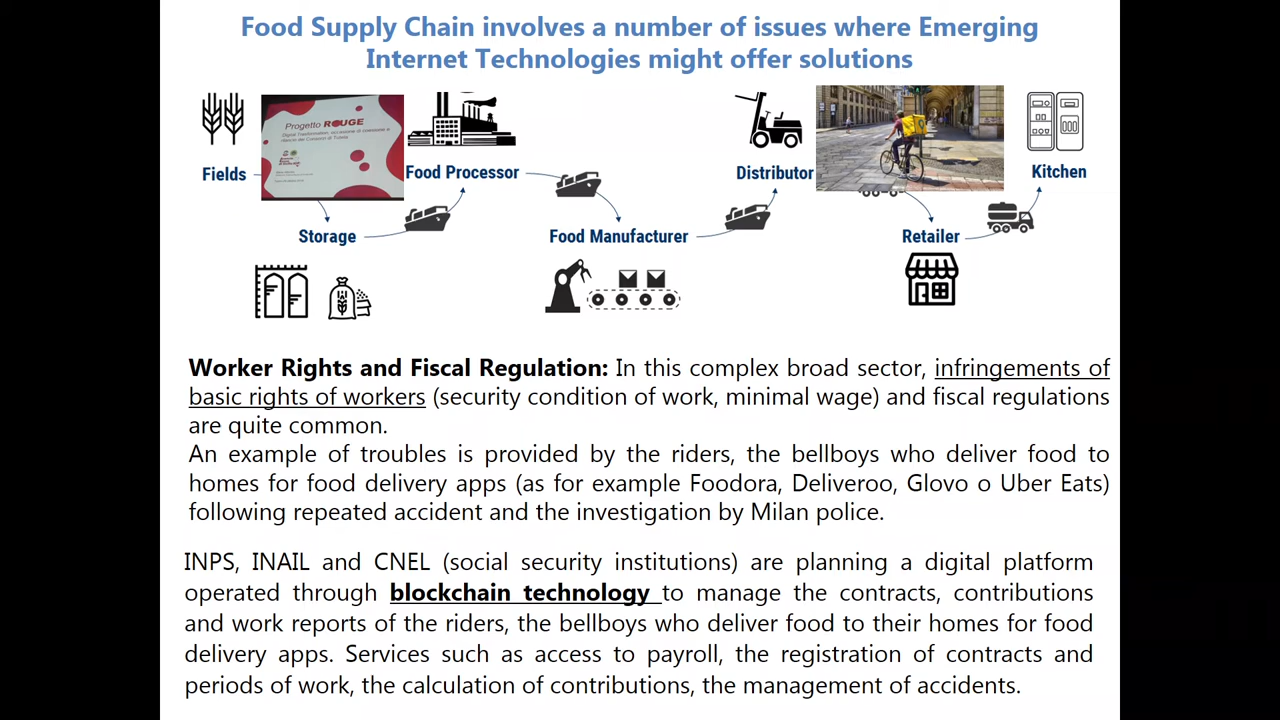 Food Supply Chain involves a number of issues where Emerging
Internet Technologies might offer solutions
Progetto ROUGE
Fields
Food Processor
Distributor
Kitchen
Storage
Food Manufacturer
Retailer
Worker Rights and Fiscal Regulation: In this complex broad sector, infringements of
basic rights of workers (security condition of work, minimal wage) and fiscal regulations
are quite common.
An example of troubles is provided by the riders, the bellboys who deliver food to
homes for food delivery apps (as for example Foodora, Deliveroo, Glovo o Uber Eats)
following repeated accident and the investigation by Milan police.
INPS, INAIL and CNEL (social security institutions) are planning a digital platform
operated through blockchain technology to manage the contracts, contributions
and work reports of the riders, the bellboys who deliver food to their homes for food
delivery apps. Services such as access to payroll, the registration of contracts and
periods of work, the calculation of contributions, the management of accidents.